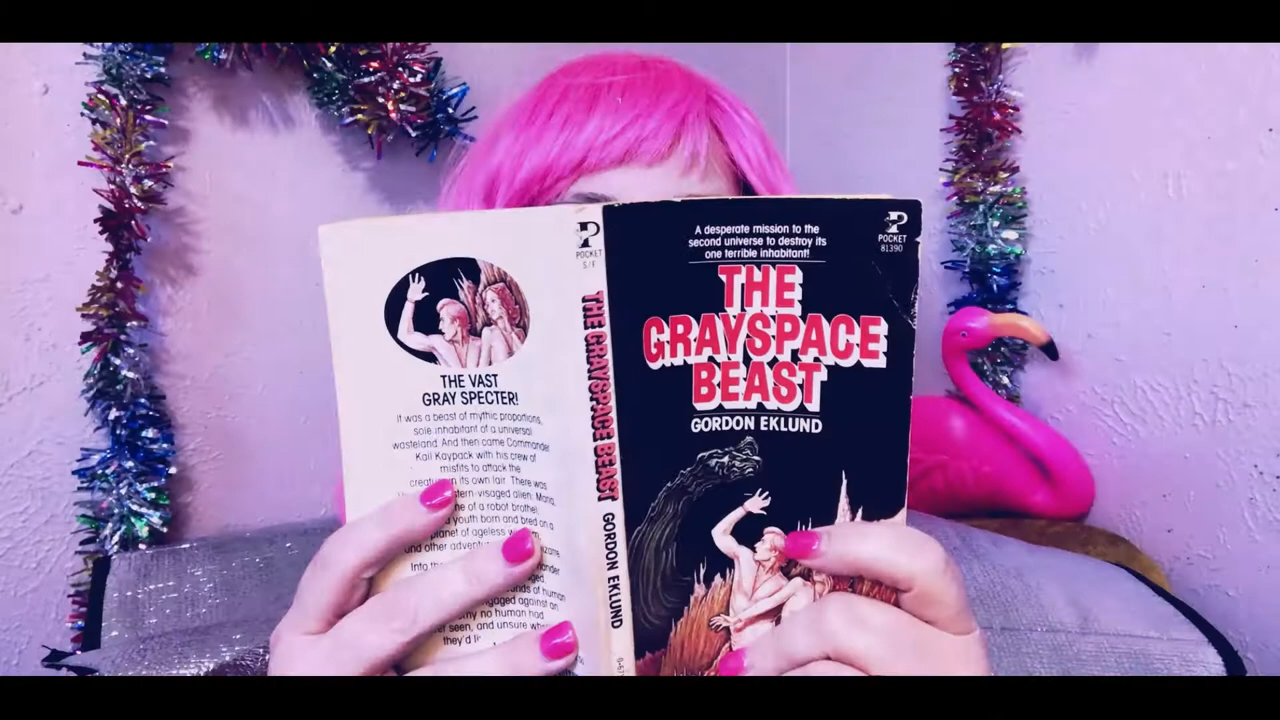 THE VAST
GRAY SPECTER!
It was a beast of mythic proportions,
sole inhabitant of a universal
wasteland. And then came Commander
Kail Kaypack with his crew of
misfits to attack the
in its own lair. There was
-visaged alien: Maria,
of a robot brothel
youth born and bred on a
planet of ageless
and other
Into
of human
against an
no human had
seen, and unsure
they'd
P
POCKET
S/F
THE GRAYSPACE BEAST GORDON EKLUND
A desperate mission to the
second universe to destroy its
one terrible inhabitant!
P
POCKET
81390
THE
GRAYSPACE
BEAST
GORDON EKLUND